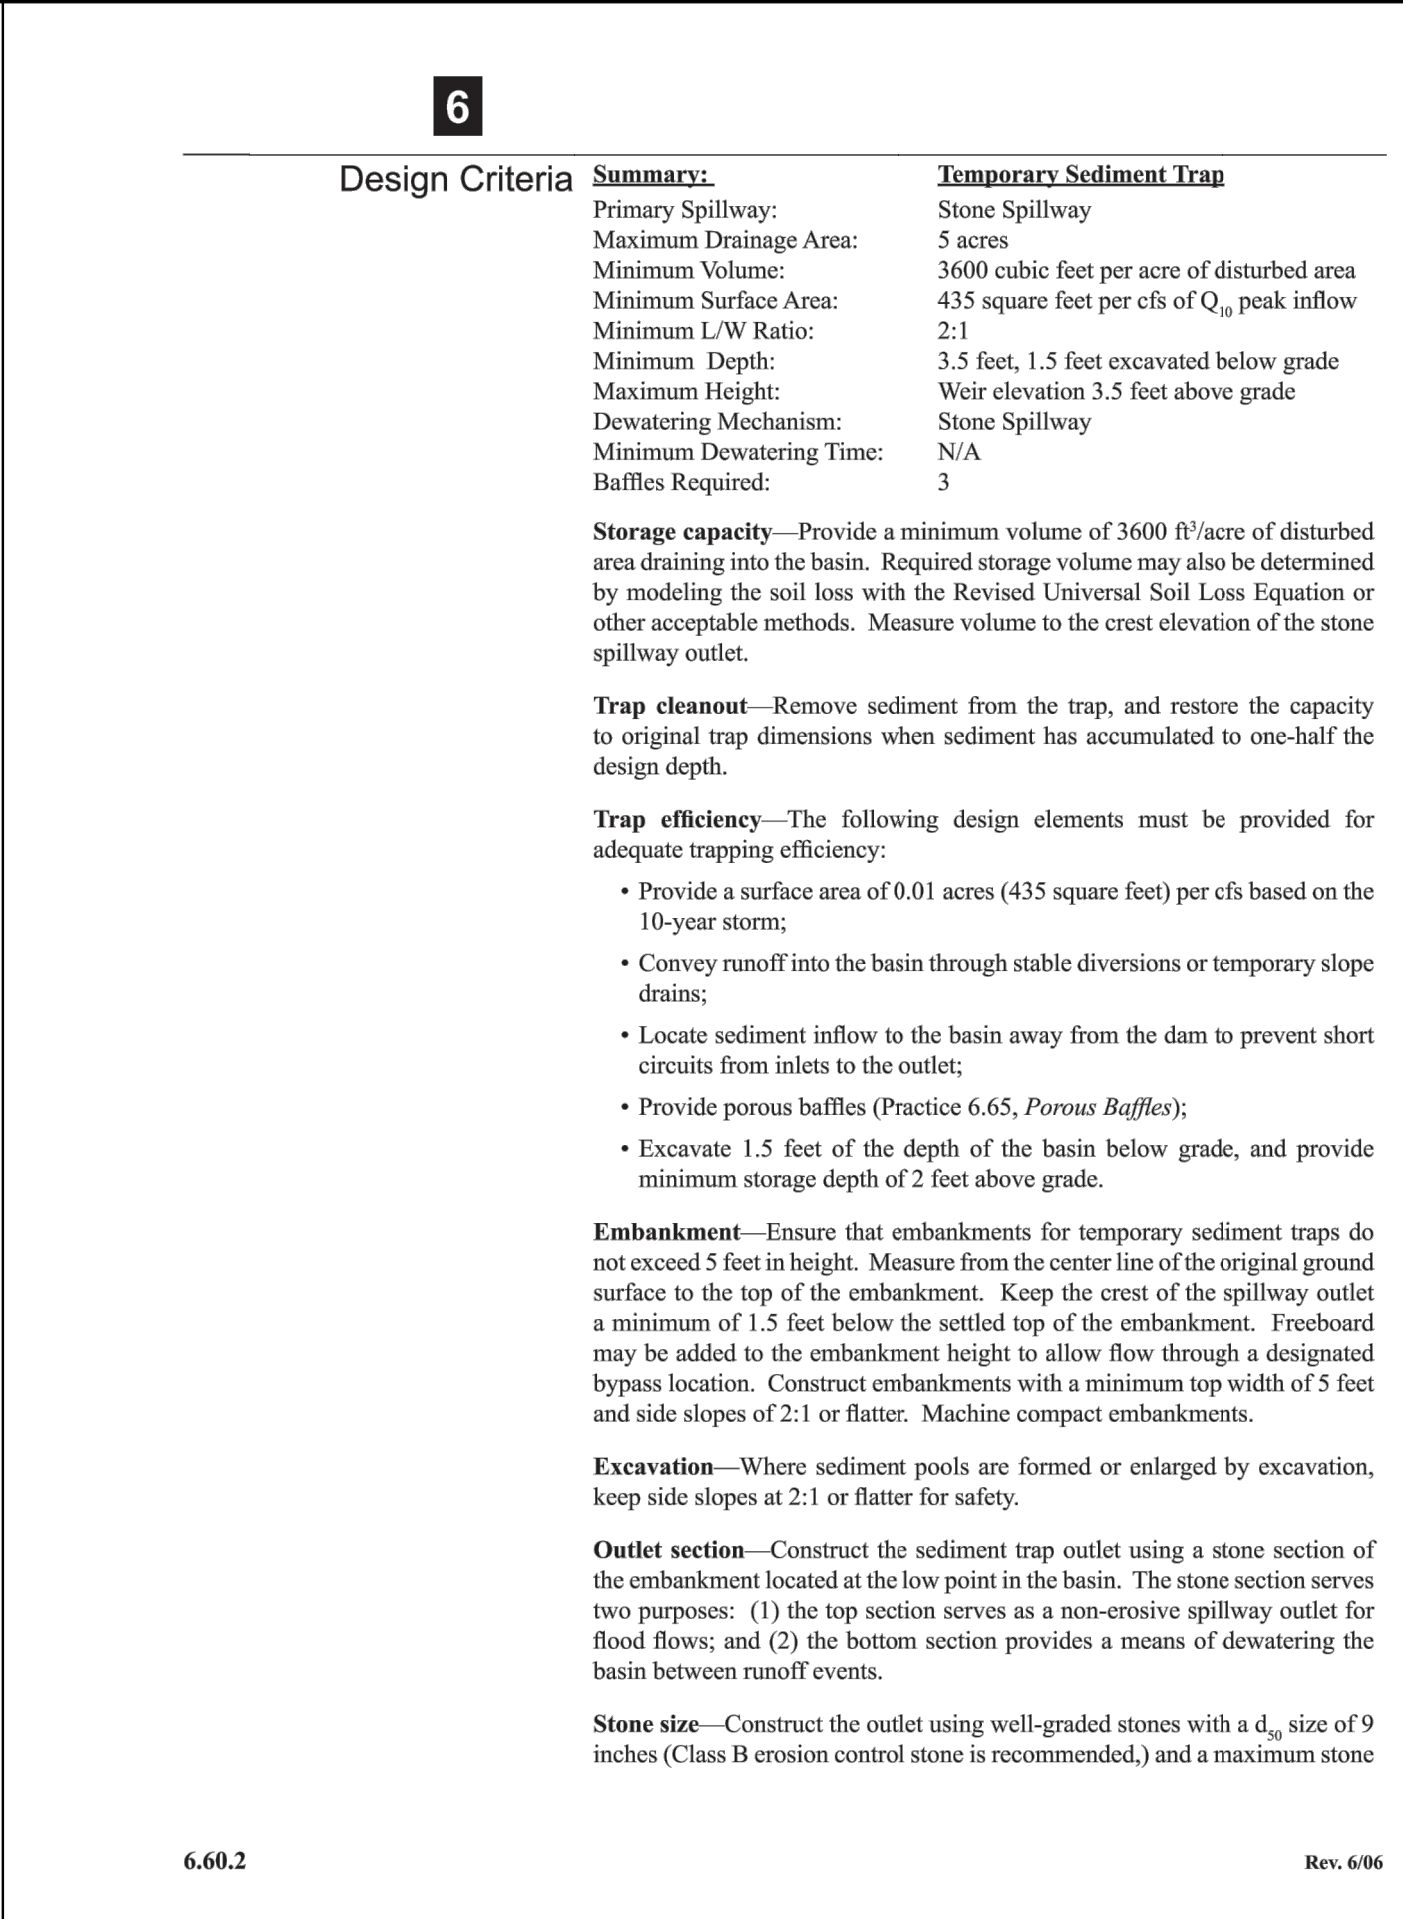 6
Design Criteria
Summary: Temporary Sediment Trap
Primary Spillway: Stone Spillway
Maximum Drainage Area: 5 acres
Minimum Volume: 3600 cubic feet per acre of disturbed area
Minimum Surface Area: 435 square feet per cfs of Q10 peak inflow
Minimum L/W Ratio: 2:1
Minimum Depth: 3.5 feet, 1.5 feet excavated below grade
Maximum Height: Weir elevation 3.5 feet above grade
Dewatering Mechanism: Stone Spillway
Minimum Dewatering Time: N/A
Baffles Required: 3
Storage capacity—Provide a minimum volume of 3600 ft³/acre of disturbed
area draining into the basin. Required storage volume may also be determined
by modeling the soil loss with the Revised Universal Soil Loss Equation or
other acceptable methods. Measure volume to the crest elevation of the stone
spillway outlet.
Trap cleanout—Remove sediment from the trap, and restore the capacity
to original trap dimensions when sediment has accumulated to one-half the
design depth.
Trap efficiency—The following design elements must be provided for
adequate trapping efficiency:
• Provide a surface area of 0.01 acres (435 square feet) per cfs based on the
10-year storm;
• Convey runoff into the basin through stable diversions or temporary slope
drains;
• Locate sediment inflow to the basin away from the dam to prevent short
circuits from inlets to the outlet;
• Provide porous baffles (Practice 6.65, Porous Baffles);
• Excavate 1.5 feet of the depth of the basin below grade, and provide
minimum storage depth of 2 feet above grade.
Embankment—Ensure that embankments for temporary sediment traps do
not exceed 5 feet in height. Measure from the center line of the original ground
surface to the top of the embankment. Keep the crest of the spillway outlet
a minimum of 1.5 feet below the settled top of the embankment. Freeboard
may be added to the embankment height to allow flow through a designated
bypass location. Construct embankments with a minimum top width of 5 feet
and side slopes of 2:1 or flatter. Machine compact embankments.
Excavation—Where sediment pools are formed or enlarged by excavation,
keep side slopes at 2:1 or flatter for safety.
Outlet section—Construct the sediment trap outlet using a stone section of
the embankment located at the low point in the basin. The stone section serves
two purposes: (1) the top section serves as a non-erosive spillway outlet for
flood flows; and (2) the bottom section provides a means of dewatering the
basin between runoff events.
Stone size—Construct the outlet using well-graded stones with a d50 size of 9
inches (Class B erosion control stone is recommended,) and a maximum stone
6.60.2 Rev. 6/06